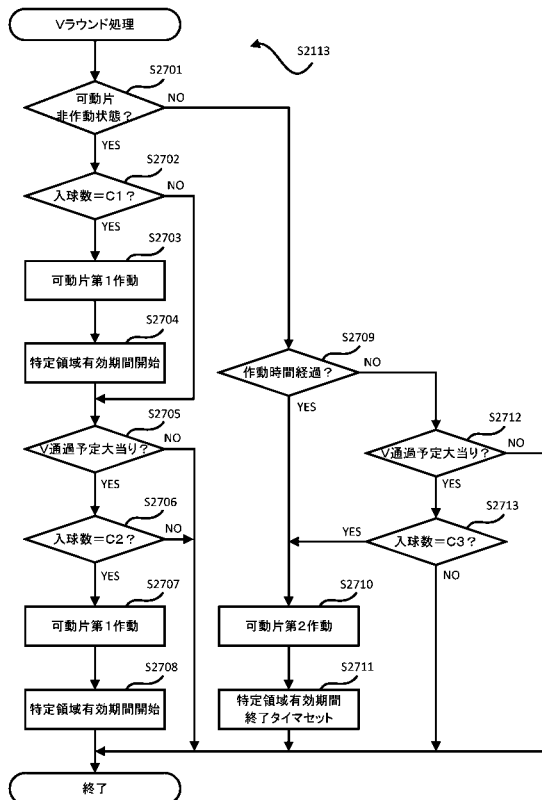 Vラウンド処理
S2113
S2701
可動片
非作動状態？
NO
YES
S2702
入球数＝C1？
NO
YES
S2703
可動片第1作動
S2704
特定領域有効期間開始
S2705
V通過予定大当り？
NO
YES
S2706
入球数＝C2？
NO
YES
S2707
可動片第1作動
S2708
特定領域有効期間開始
S2709
作動時間経過？
NO
YES
S2712
V通過予定大当り？
NO
YES
S2713
入球数＝C3？
YES
NO
S2710
可動片第2作動
S2711
特定領域有効期間
終了タイマセット
終了